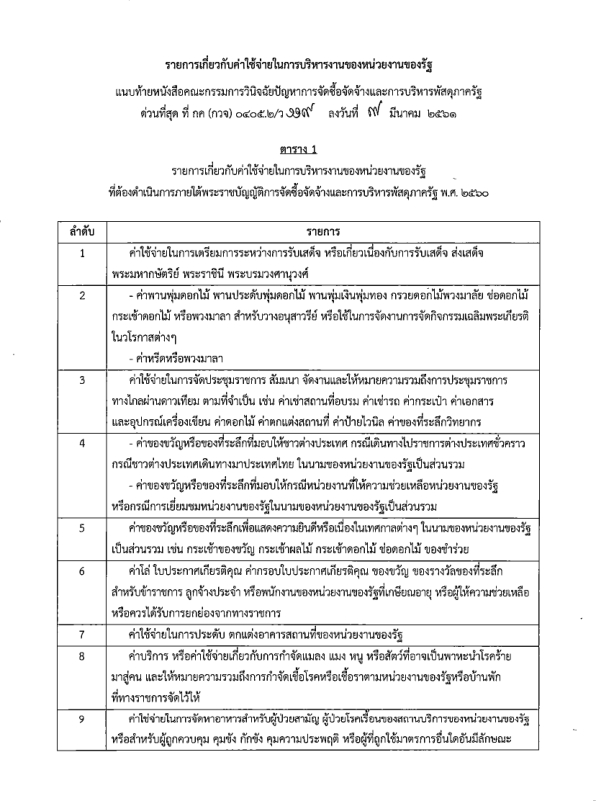 รายการเกี่ยวกับค่าใช้จ่ายในการบริหารงานของหน่วยงานของรัฐ
แนบท้ายหนังสือคณะกรรมการวินิจฉัยปัญหาการจัดซื้อจัดจ้างและการบริหารพัสดุภาครัฐ
ด่วนที่สุด ที่ กค (กวจ) ๐๔๐๕.๒/ว ๑๑๙ ลงวันที่ ๗ มีนาคม ๒๕๖๑
ตาราง 1
รายการเกี่ยวกับค่าใช้จ่ายในการบริหารงานของหน่วยงานของรัฐ
ที่ต้องดำเนินการภายใต้พระราชบัญญัติการจัดซื้อจัดจ้างและการบริหารพัสดุภาครัฐ พ.ศ. ๒๕๖๐
ลำดับ รายการ
1 ค่าใช้จ่ายในการเตรียมการระหว่างการรับเสด็จ หรือเกี่ยวเนื่องกับการรับเสด็จ ส่งเสด็จ
พระมหากษัตริย์ พระราชินี พระบรมวงศานุวงศ์
2 - ค่าพานพุ่มดอกไม้ พานประดับพุ่มดอกไม้ พานพุ่มเงินพุ่มทอง กรวยดอกไม้พวงมาลัย ช่อดอกไม้
กระเช้าดอกไม้ หรือพวงมาลา สำหรับวางอนุสาวรีย์ หรือใช้ในการจัดงานการจัดกิจกรรมเฉลิมพระเกียรติ
ในวโรกาสต่างๆ
- ค่าหรีดหรือพวงมาลา
3 ค่าใช้จ่ายในการจัดประชุมราชการ สัมมนา จัดงานและให้หมายความรวมถึงการประชุมราชการ
ทางไกลผ่านดาวเทียม ตามที่จำเป็น เช่น ค่าเช่าสถานที่อบรม ค่าเช่ารถ ค่ากระเป๋า ค่าเอกสาร
และอุปกรณ์เครื่องเขียน ค่าดอกไม้ ค่าตกแต่งสถานที่ ค่าป้ายไวนิล ค่าของที่ระลึกวิทยากร
4 - ค่าของขวัญหรือของที่ระลึกที่มอบให้ชาวต่างประเทศ กรณีเดินทางไปราชการต่างประเทศชั่วคราว
กรณีชาวต่างประเทศเดินทางมาประเทศไทย ในนามของหน่วยงานของรัฐเป็นส่วนรวม
- ค่าของขวัญหรือของที่ระลึกที่มอบให้กรณีหน่วยงานที่ให้ความช่วยเหลือหน่วยงานของรัฐ
หรือกรณีการเยี่ยมชมหน่วยงานของรัฐในนามของหน่วยงานของรัฐเป็นส่วนรวม
5 ค่าของขวัญหรือของที่ระลึกเพื่อแสดงความยินดีหรือเนื่องในเทศกาลต่างๆ ในนามของหน่วยงานของรัฐ
เป็นส่วนรวม เช่น กระเช้าของขวัญ กระเช้าผลไม้ กระเช้าดอกไม้ ช่อดอกไม้ ของชำร่วย
6 ค่าโล่ ใบประกาศเกียรติคุณ ค่ากรอบใบประกาศเกียรติคุณ ของขวัญ ของรางวัลของที่ระลึก
สำหรับข้าราชการ ลูกจ้างประจำ หรือพนักงานของหน่วยงานของรัฐที่เกษียณอายุ หรือผู้ให้ความช่วยเหลือ
หรือควรได้รับการยกย่องจากทางราชการ
7 ค่าใช้จ่ายในการประดับ ตกแต่งอาคารสถานที่ของหน่วยงานของรัฐ
8 ค่าบริการ หรือค่าใช้จ่ายเกี่ยวกับการกำจัดแมลง แมง หนู หรือสัตว์ที่อาจเป็นพาหะนำโรคร้าย
มาสู่คน และให้หมายความรวมถึงการกำจัดเชื้อโรคหรือเชื้อราตามหน่วยงานของรัฐหรือบ้านพัก
ที่ทางราชการจัดไว้ให้
9 ค่าใช้จ่ายในการจัดหาอาหารสำหรับผู้ป่วยสามัญ ผู้ป่วยโรคเรื้อนของสถานบริการของหน่วยงานของรัฐ
หรือสำหรับผู้ถูกควบคุม คุมขัง กักขัง คุมความประพฤติ หรือผู้ที่ถูกใช้มาตรการอื่นใดอันมีลักษณะ